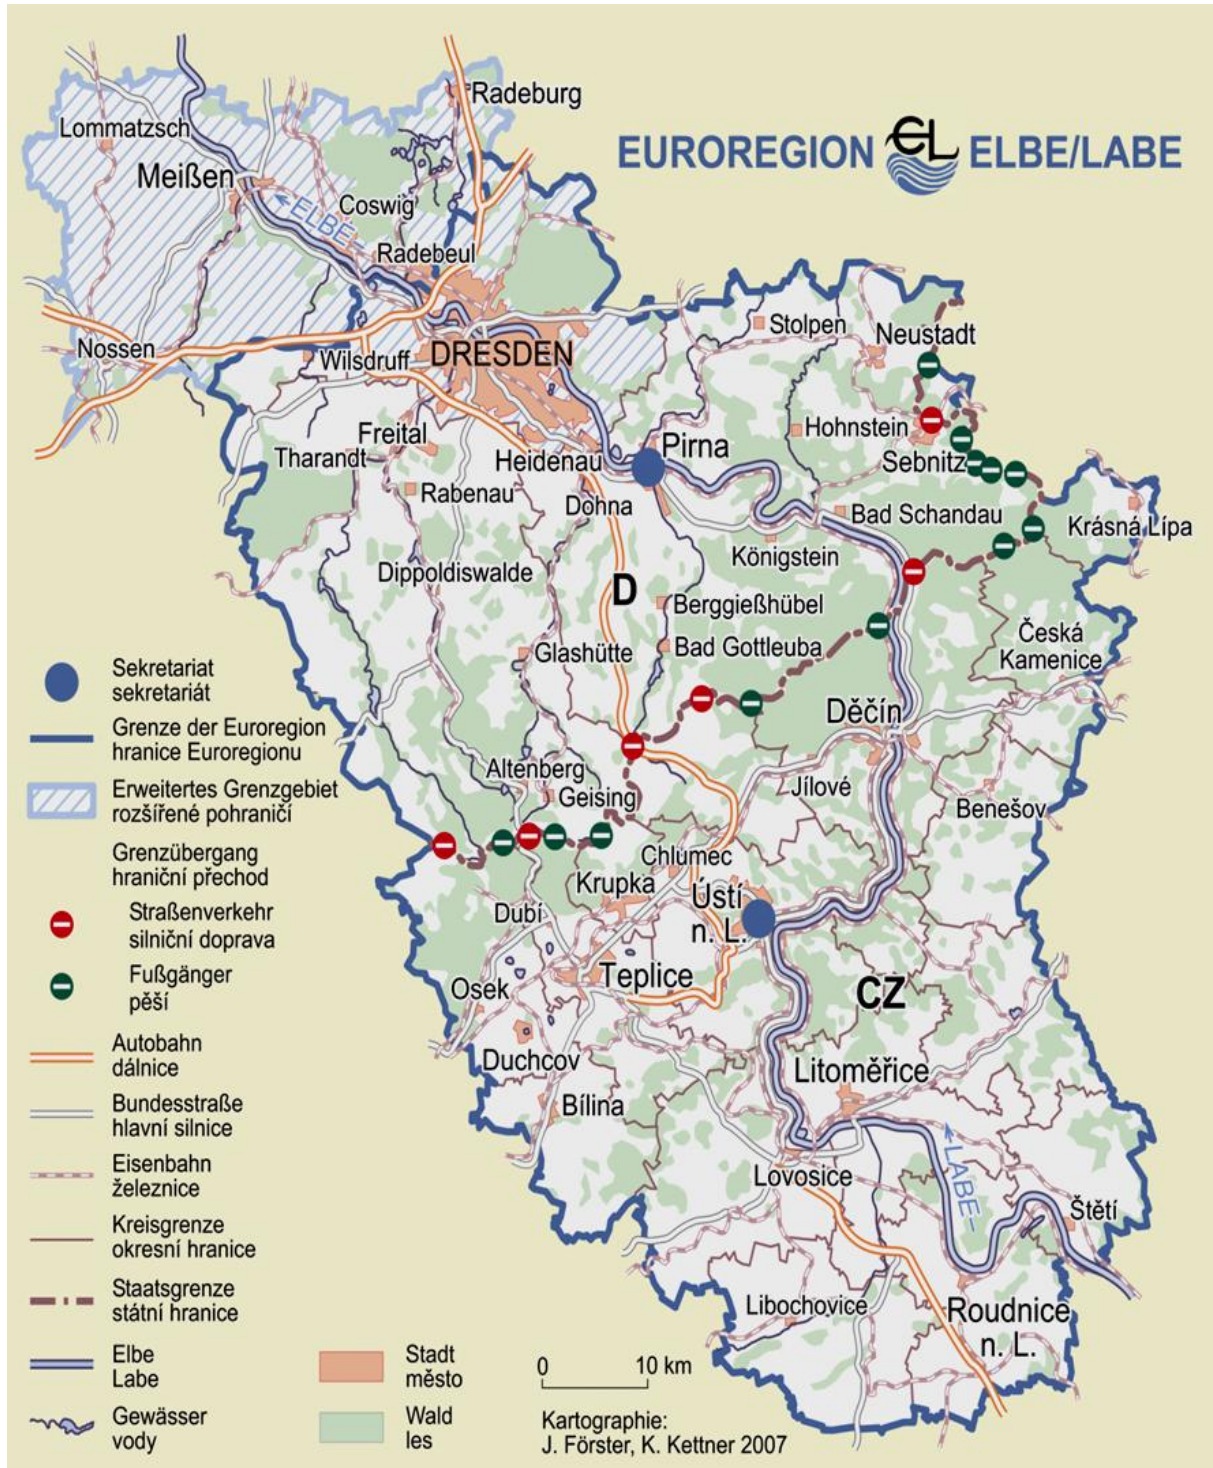 EUROREGION EL ELBE/LABE
Radeburg
Lommatzsch
Meißen
Coswig
ELBE
Radebeul
Stolpen
Neustadt
Nossen
Wilsdruff
DRESDEN
Freital
Tharandt
Hohnstein
Pirna
Heidenau
Sebnitz
Rabenau
Dohna
Bad Schandau
Krásná Lípa
Königstein
Dippoldiswalde
D
Berggießhübel
Glashütte
Bad Gottleuba
Česká
Kamenice
Děčín
Altenberg
Geising
Jílové
Benešov
Chlumec
Krupka
Ústí
n. L.
Dubí
Teplice
CZ
Osek
Duchcov
Litoměřice
Bílina
LABE
Lovosice
Štětí
Libochovice
Roudnice
n. L.
Sekretariat
sekretariát
Grenze der Euroregion
hranice Euroregionu
Erweitertes Grenzgebiet
rozšířené pohraničí
Grenzübergang
hraniční přechod
Straßenverkehr
silniční doprava
Fußgänger
pěší
Autobahn
dálnice
Bundesstraße
hlavní silnice
Eisenbahn
železnice
Kreisgrenze
okresní hranice
Staatsgrenze
státní hranice
Elbe
Labe
Gewässer
vody
Stadt
město
Wald
les
0 10 km
Kartographie:
J. Förster, K. Kettner 2007